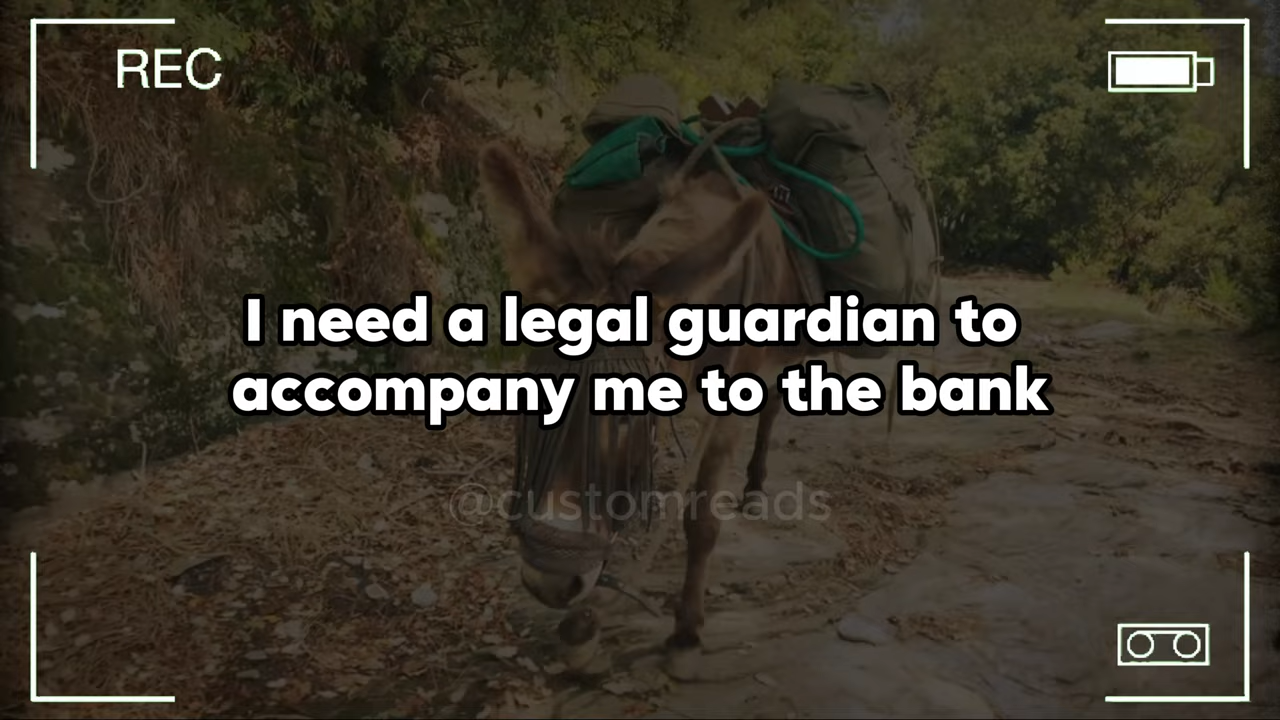 REC
I need a legal guardian to
accompany me to the bank
@customreads